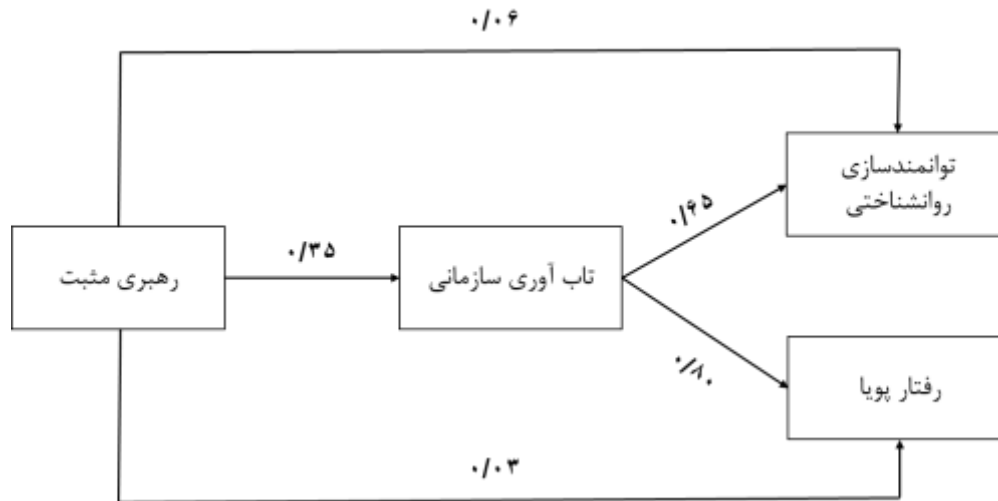 ۰/۰۶
توانمندسازی
روانشناختی
۰/۶۵
رهبری مثبت
۰/۳۵
تاب آوری سازمانی
۰/۸۰
رفتار پویا
۰/۰۳